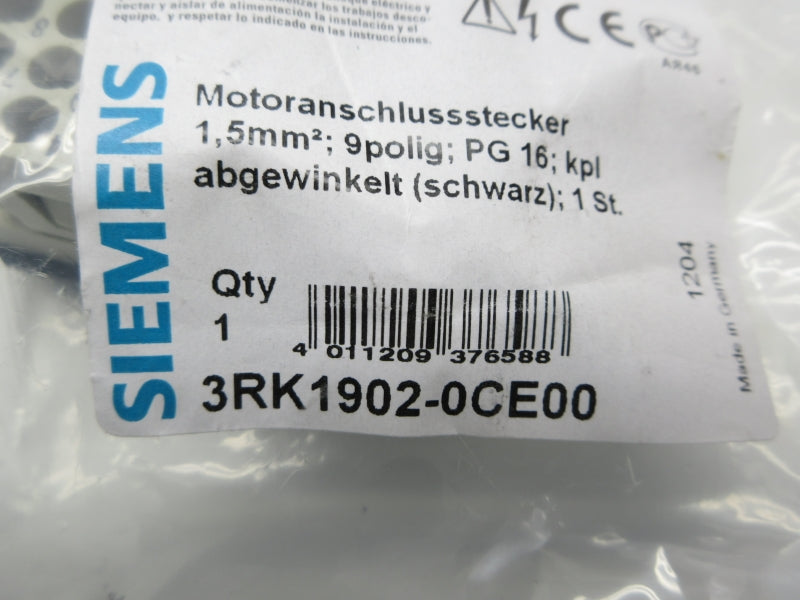 eléctrico y
nectar y aislar de alimentación la instalación y el
equipo, y respetar lo indicado en las instrucciones.
CE
AR46
SIEMENS
Motoranschlussstecker
1,5mm²; 9polig; PG 16; kpl
abgewinkelt (schwarz); 1 St.
Qty
1
4 011209 376588
3RK1902-0CE00
1204
Made in Germany